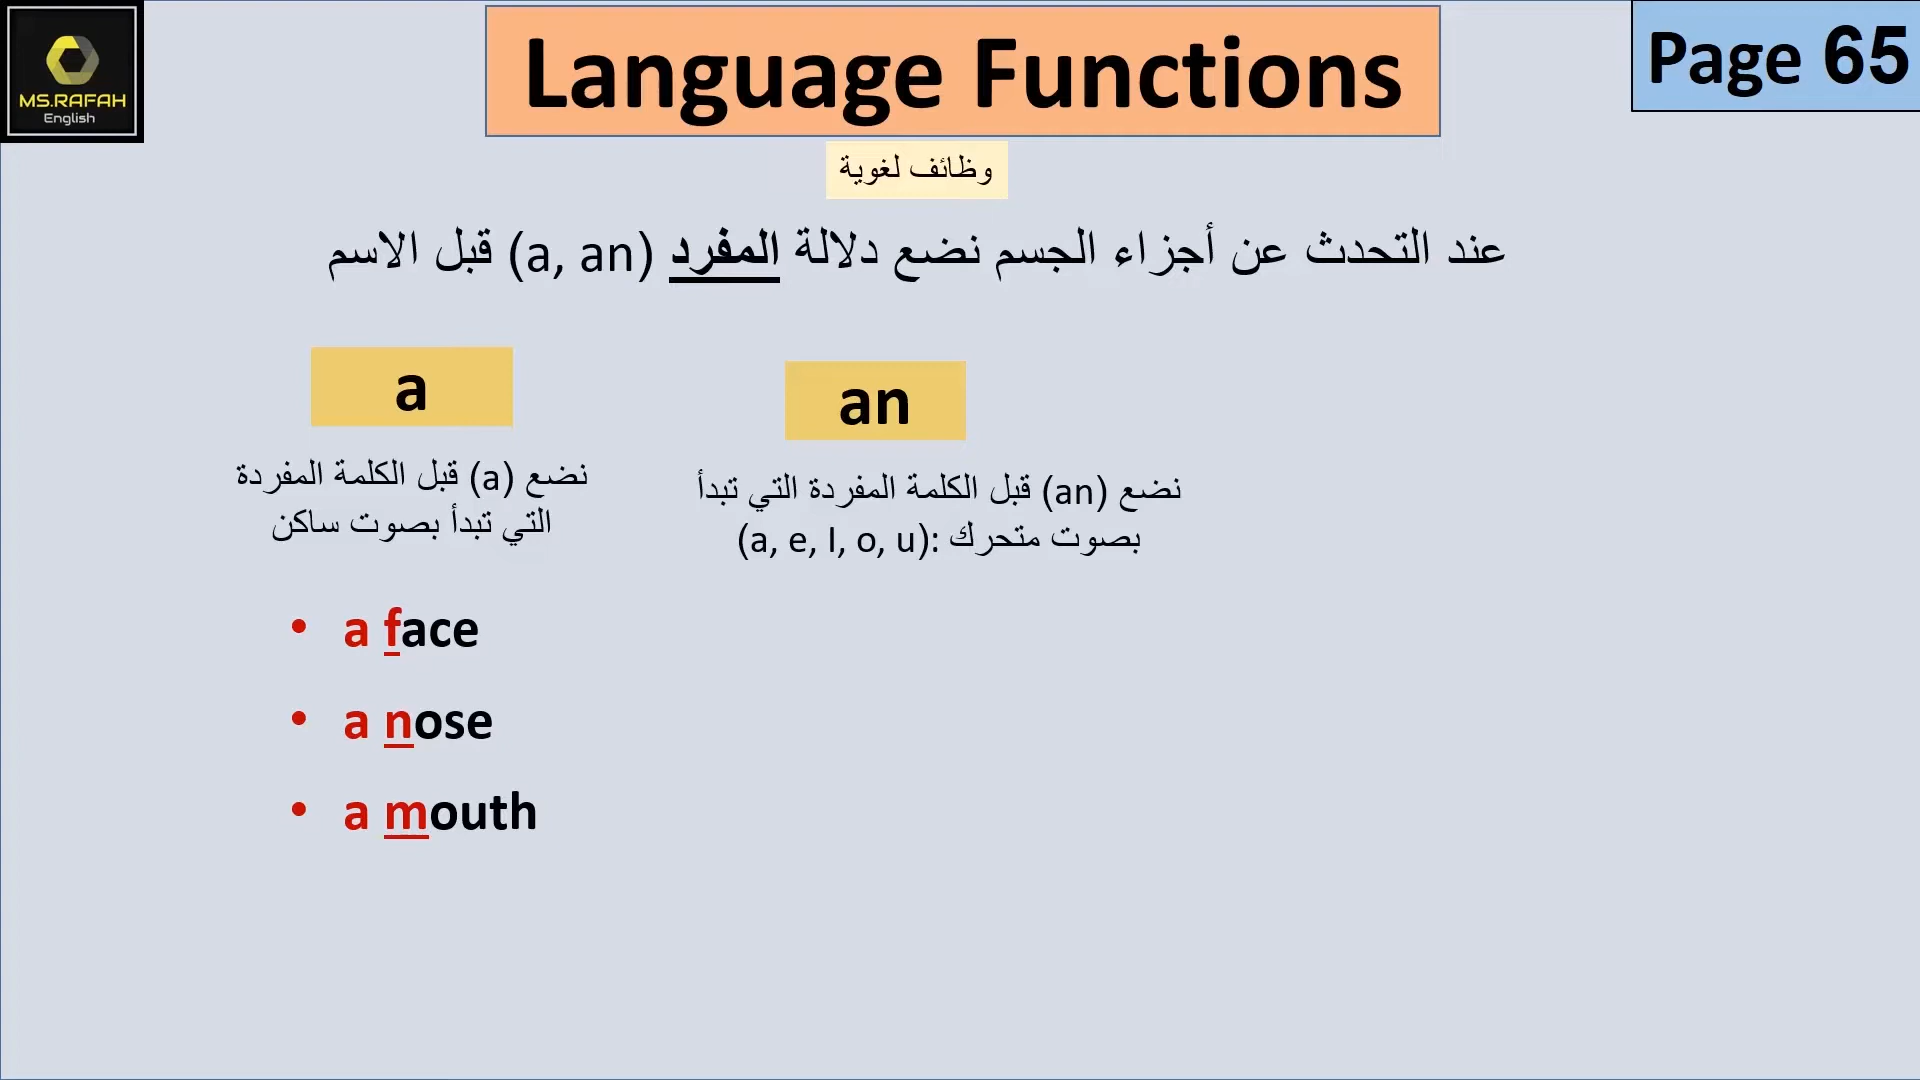 MS.RAFAH
English
Language Functions
Page 65
وظائف لغوية
عند التحدث عن أجزاء الجسم نضع دلالة المفرد (a, an) قبل الاسم
a
نضع (a) قبل الكلمة المفردة
التي تبدأ بصوت ساكن
• a face
• a nose
• a mouth
an
نضع (an) قبل الكلمة المفردة التي تبدأ
بصوت متحرك :(a, e, I, o, u)